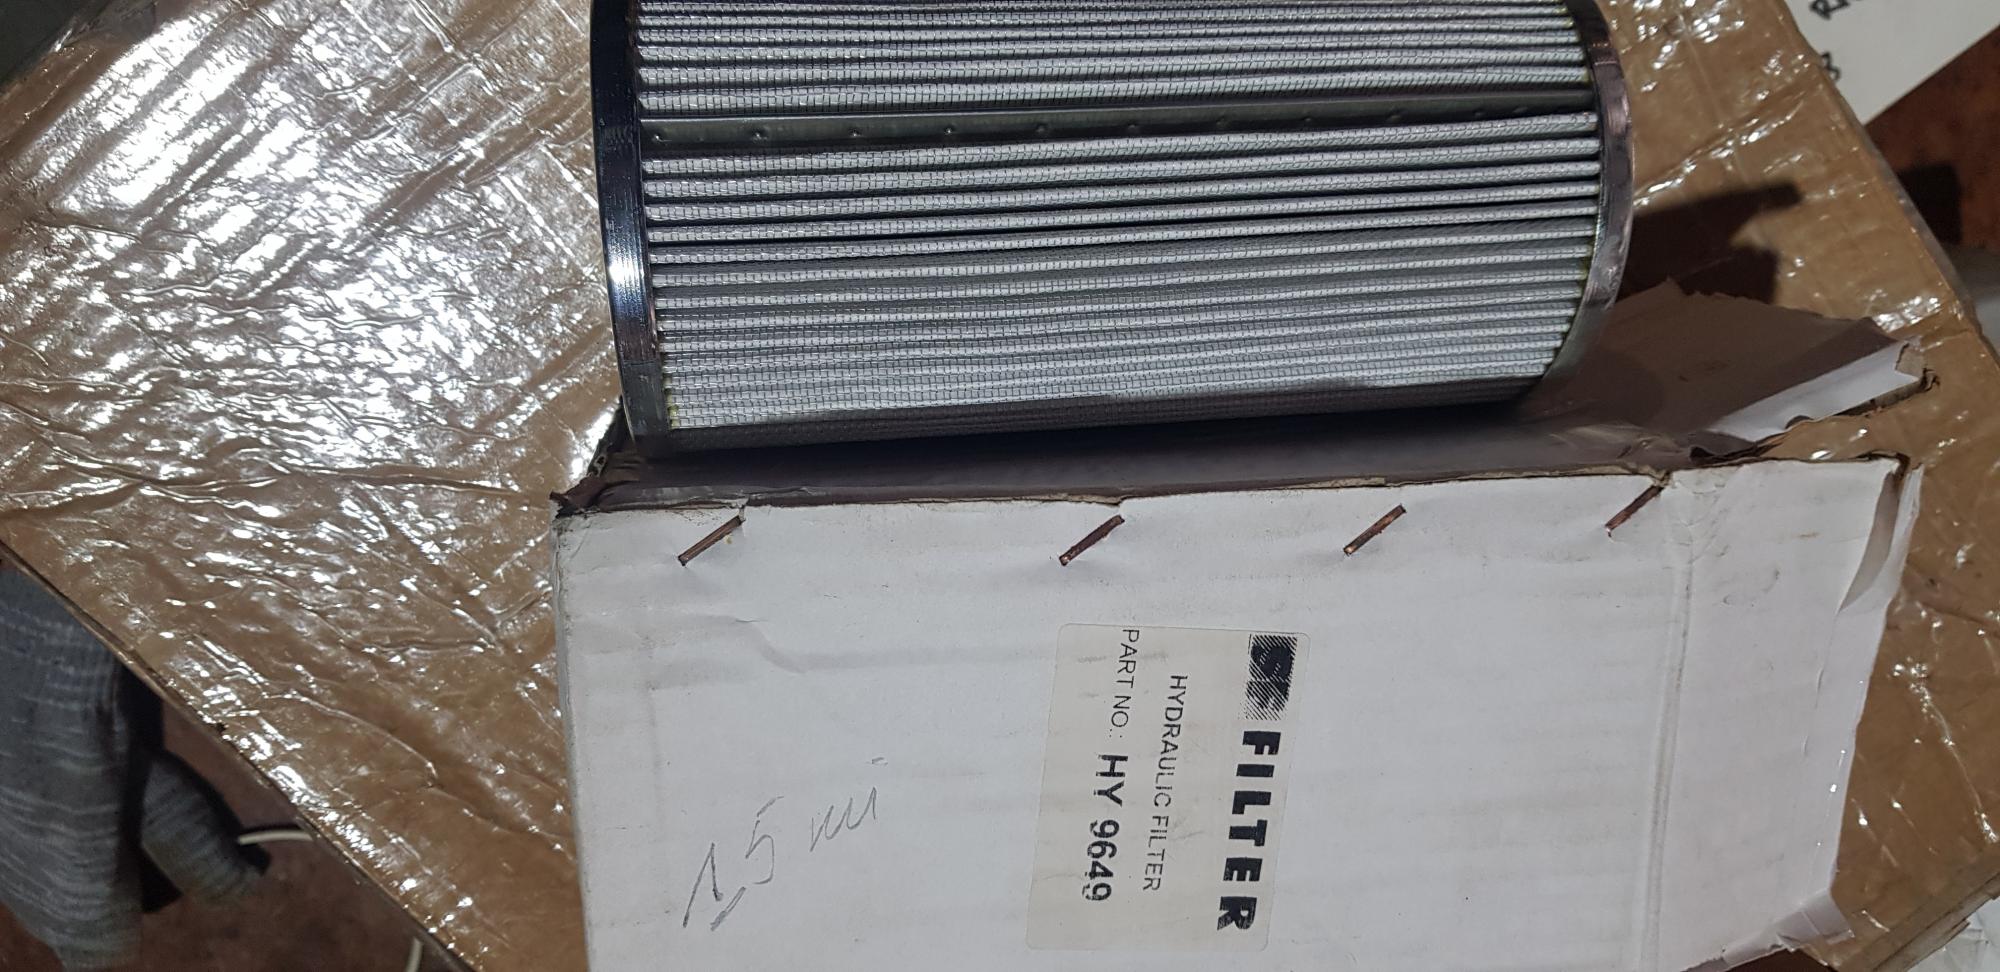 FILTER
HYDRAULIC FILTER
PART NO.: HY 9649